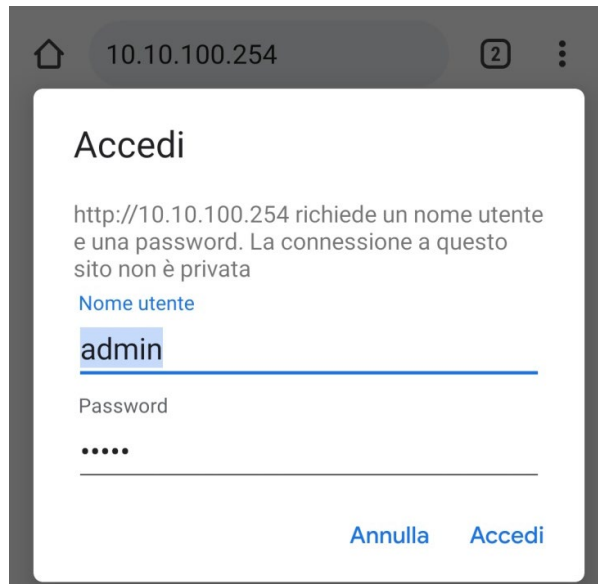 10.10.100.254
2
Accedi
http://10.10.100.254 richiede un nome utente
e una password. La connessione a questo
sito non è privata
Nome utente
admin
Password
•••••
Annulla
Accedi